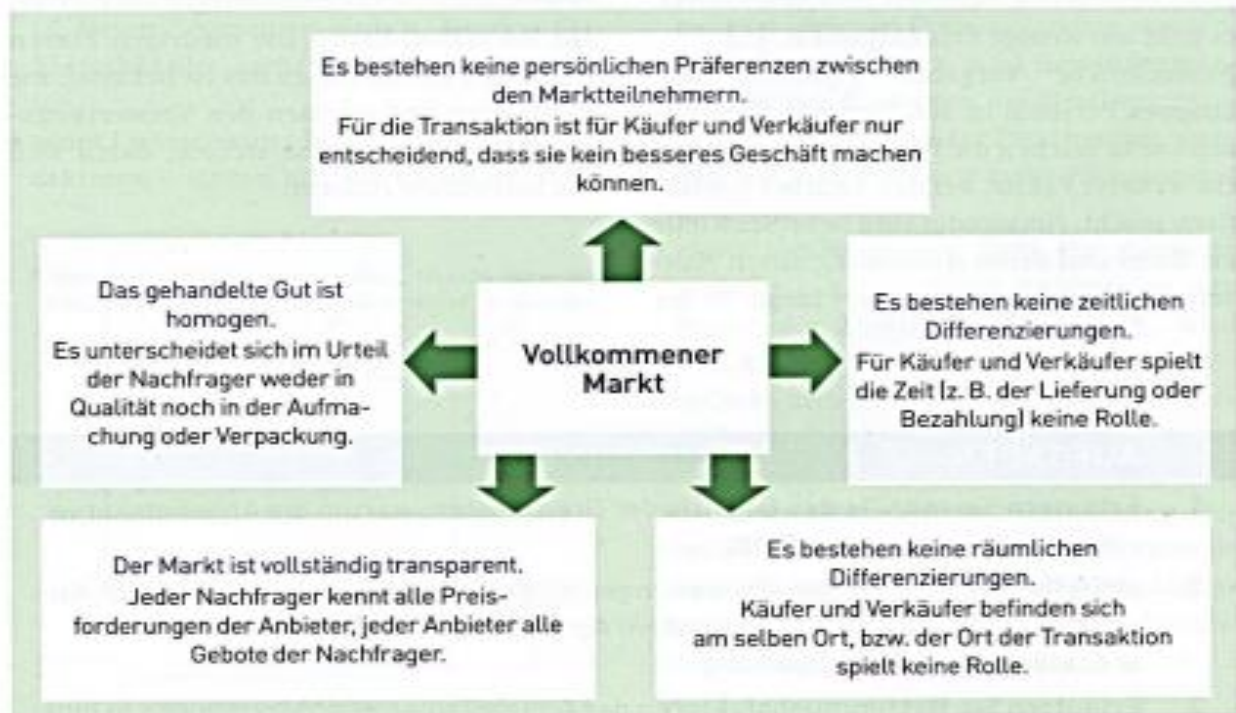 Es bestehen keine persönlichen Präferenzen zwischen
den Marktteilnehmern.
Für die Transaktion ist für Käufer und Verkäufer nur
entscheidend, dass sie kein besseres Geschäft machen
können.
Das gehandelte Gut ist
homogen.
Es unterscheidet sich im Urteil
der Nachfrager weder in
Qualität noch in der Aufma-
chung oder Verpackung.
Vollkommener
Markt
Es bestehen keine zeitlichen
Differenzierungen.
Für Käufer und Verkäufer spielt
die Zeit (z. B. der Lieferung oder
Bezahlung) keine Rolle.
Der Markt ist vollständig transparent.
Jeder Nachfrager kennt alle Preis-
forderungen der Anbieter, jeder Anbieter alle
Gebote der Nachfrager.
Es bestehen keine räumlichen
Differenzierungen.
Käufer und Verkäufer befinden sich
am selben Ort, bzw. der Ort der Transaktion
spielt keine Rolle.